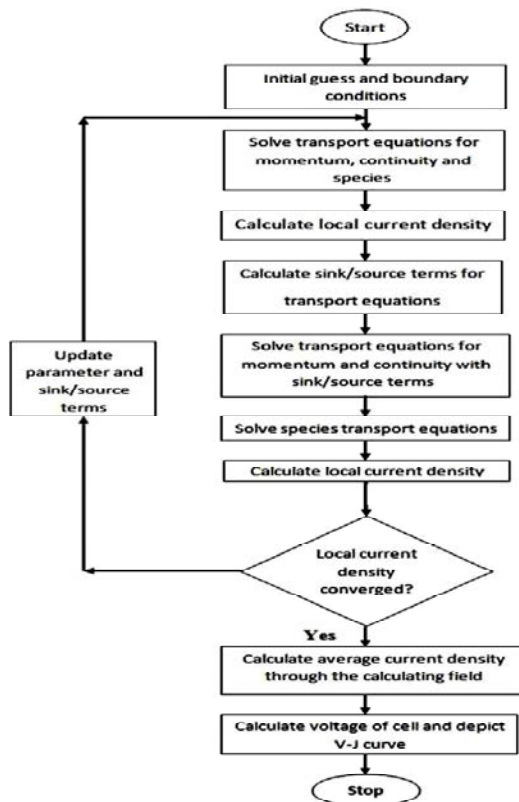 Start
Initial guess and boundary
conditions
Solve transport equations for
momentum, continuity and
species
Calculate local current density
Calculate sink/source terms for
transport equations
Solve transport equations for
momentum and continuity with
sink/source terms
Solve species transport equations
Calculate local current density
Update
parameter and
sink/source
terms
Local current
density
converged?
Yes
Calculate average current density
through the calculating field
Calculate voltage of cell and depict
V-J curve
Stop